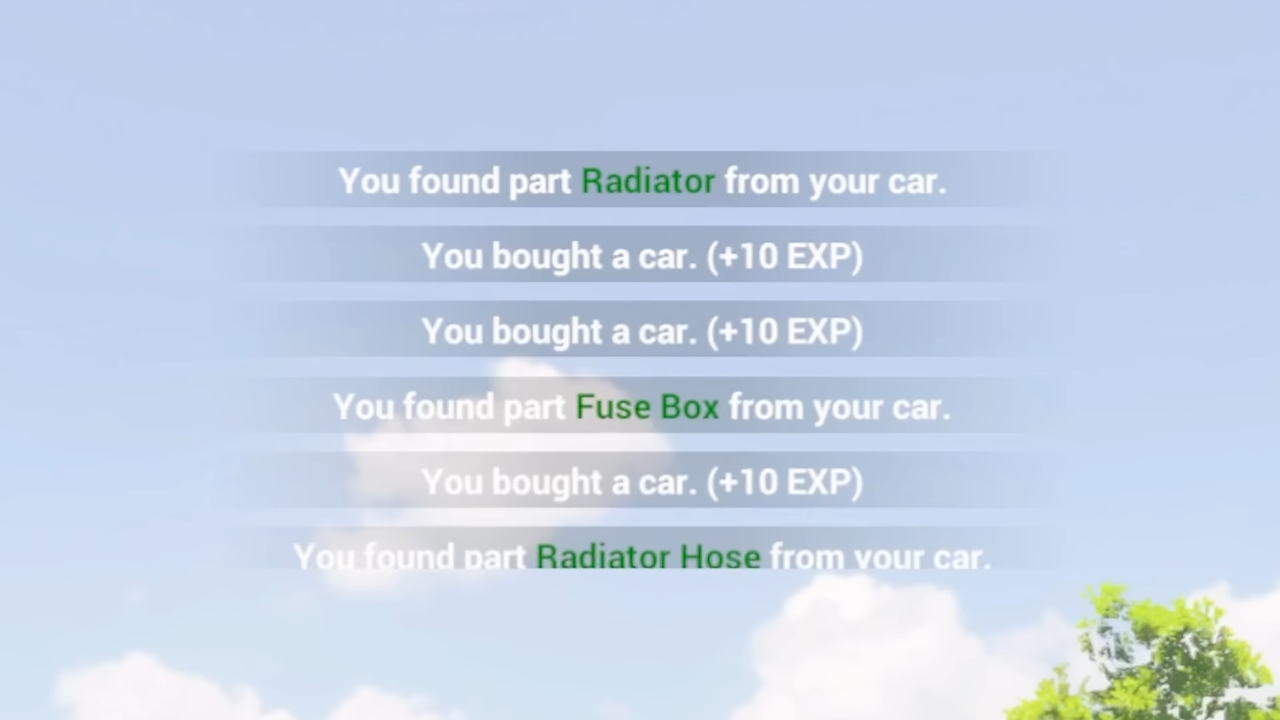 You found part Radiator from your car.
You bought a car. (+10 EXP)
You bought a car. (+10 EXP)
You found part Fuse Box from your car.
You bought a car. (+10 EXP)
You found part Radiator Hose from your car.